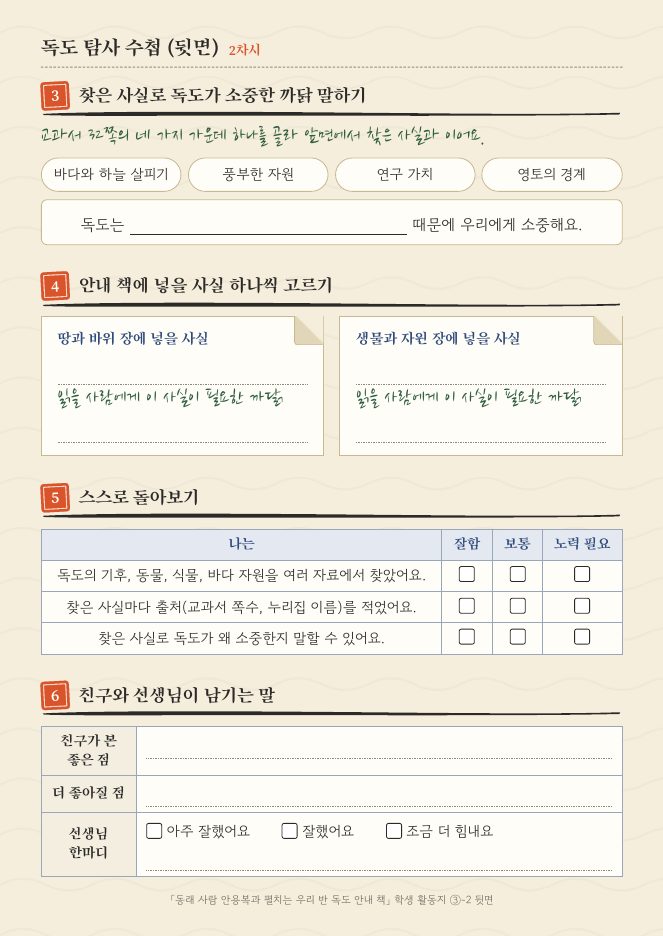 독도 탐사 수첩 (뒷면) 2차시
3 찾은 사실로 독도가 소중한 까닭 말하기
교과서 32쪽의 네 가지 가운데 하나를 골라 앞면에서 찾은 사실과 이어요.
바다와 하늘 살피기 풍부한 자원 연구 가치 영토의 경계
독도는 때문에 우리에게 소중해요.
4 안내 책에 넣을 사실 하나씩 고르기
땅과 바위 장에 넣을 사실 생물과 자원 장에 넣을 사실
읽을 사람에게 이 사실이 필요한 까닭: 읽을 사람에게 이 사실이 필요한 까닭:
5 스스로 돌아보기
나는 잘함 보통 노력 필요
독도의 기후, 동물, 식물, 바다 자원을 여러 자료에서 찾았어요.
찾은 사실마다 출처(교과서 쪽수, 누리집 이름)를 적었어요.
찾은 사실로 독도가 왜 소중한지 말할 수 있어요.
6 친구와 선생님이 남기는 말
친구가 본
좋은 점
더 좋아질 점
선생님
한마디
아주 잘했어요 잘했어요 조금 더 힘내요
「동래 사람 안용복과 펼치는 우리 반 독도 안내 책」 학생 활동지 ③-2 뒷면